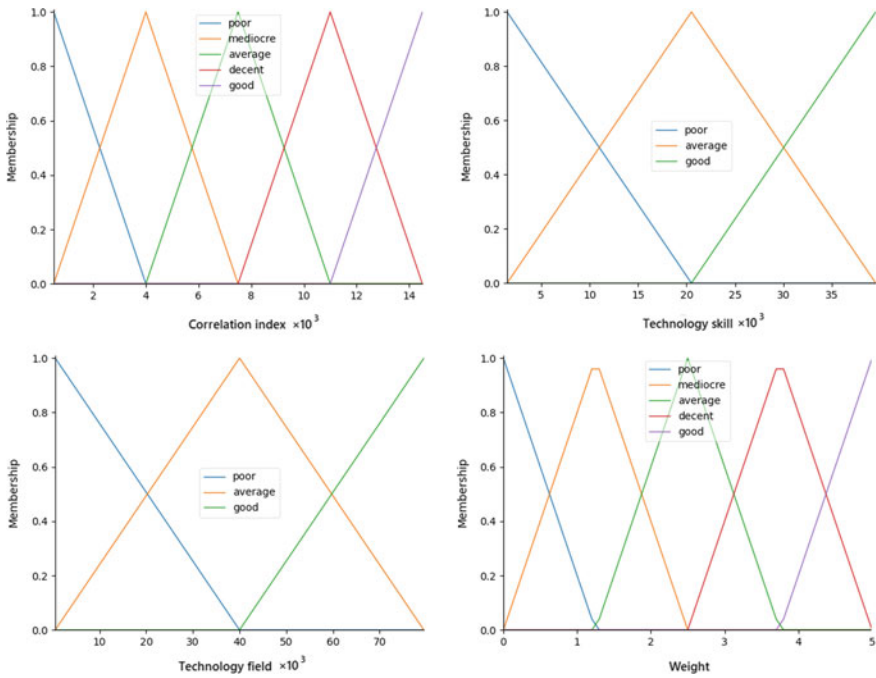 1.0
0.8
0.6
0.4
0.2
0.0
Membership
poor
mediocre
average
decent
good
2 4 6 8 10 12 14
Correlation index ×10³
1.0
0.8
0.6
0.4
0.2
0.0
Membership
poor
average
good
5 10 15 20 25 30 35
Technology skill ×10³
1.0
0.8
0.6
0.4
0.2
0.0
Membership
poor
average
good
10 20 30 40 50 60 70
Technology field ×10³
1.0
0.8
0.6
0.4
0.2
0.0
Membership
poor
mediocre
average
decent
good
0 1 2 3 4 5
Weight